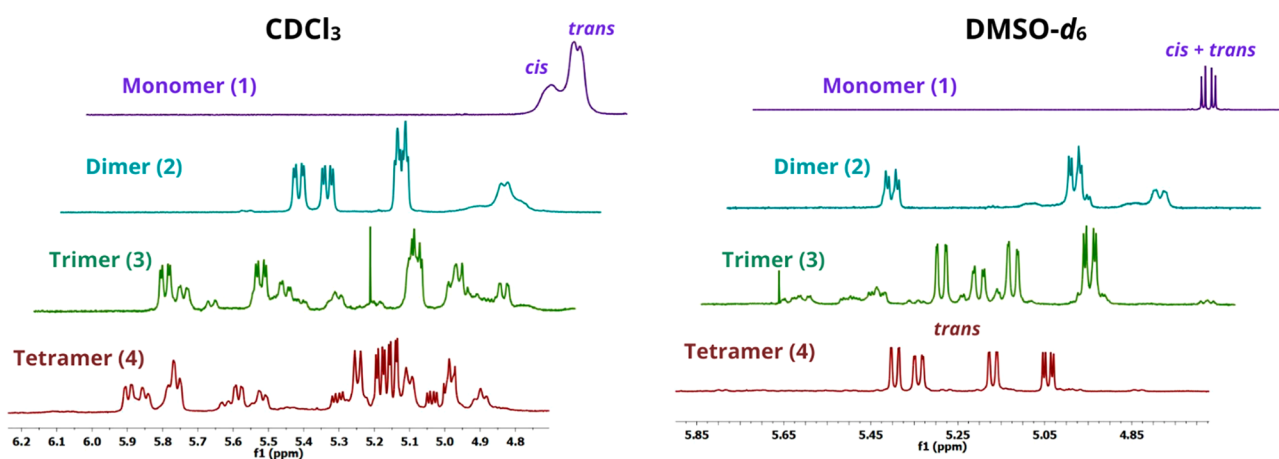 CDCl₃
trans
cis
Monomer (1)
Dimer (2)
Trimer (3)
Tetramer (4)
6.2 6.1 6.0 5.9 5.8 5.7 5.6 5.5 5.4 5.3 5.2 5.1 5.0 4.9 4.8
f1 (ppm)
DMSO-d₆
cis + trans
Monomer (1)
Dimer (2)
Trimer (3)
trans
Tetramer (4)
5.85 5.65 5.45 5.25 5.05 4.85
f1 (ppm)